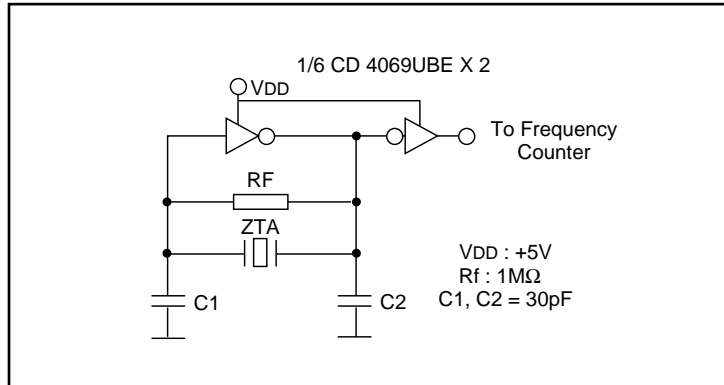 1/6 CD 4069UBE X 2
VDD
To Frequency
Counter
RF
ZTA
C1
C2
VDD : +5V
Rf : 1MΩ
C1, C2 = 30pF